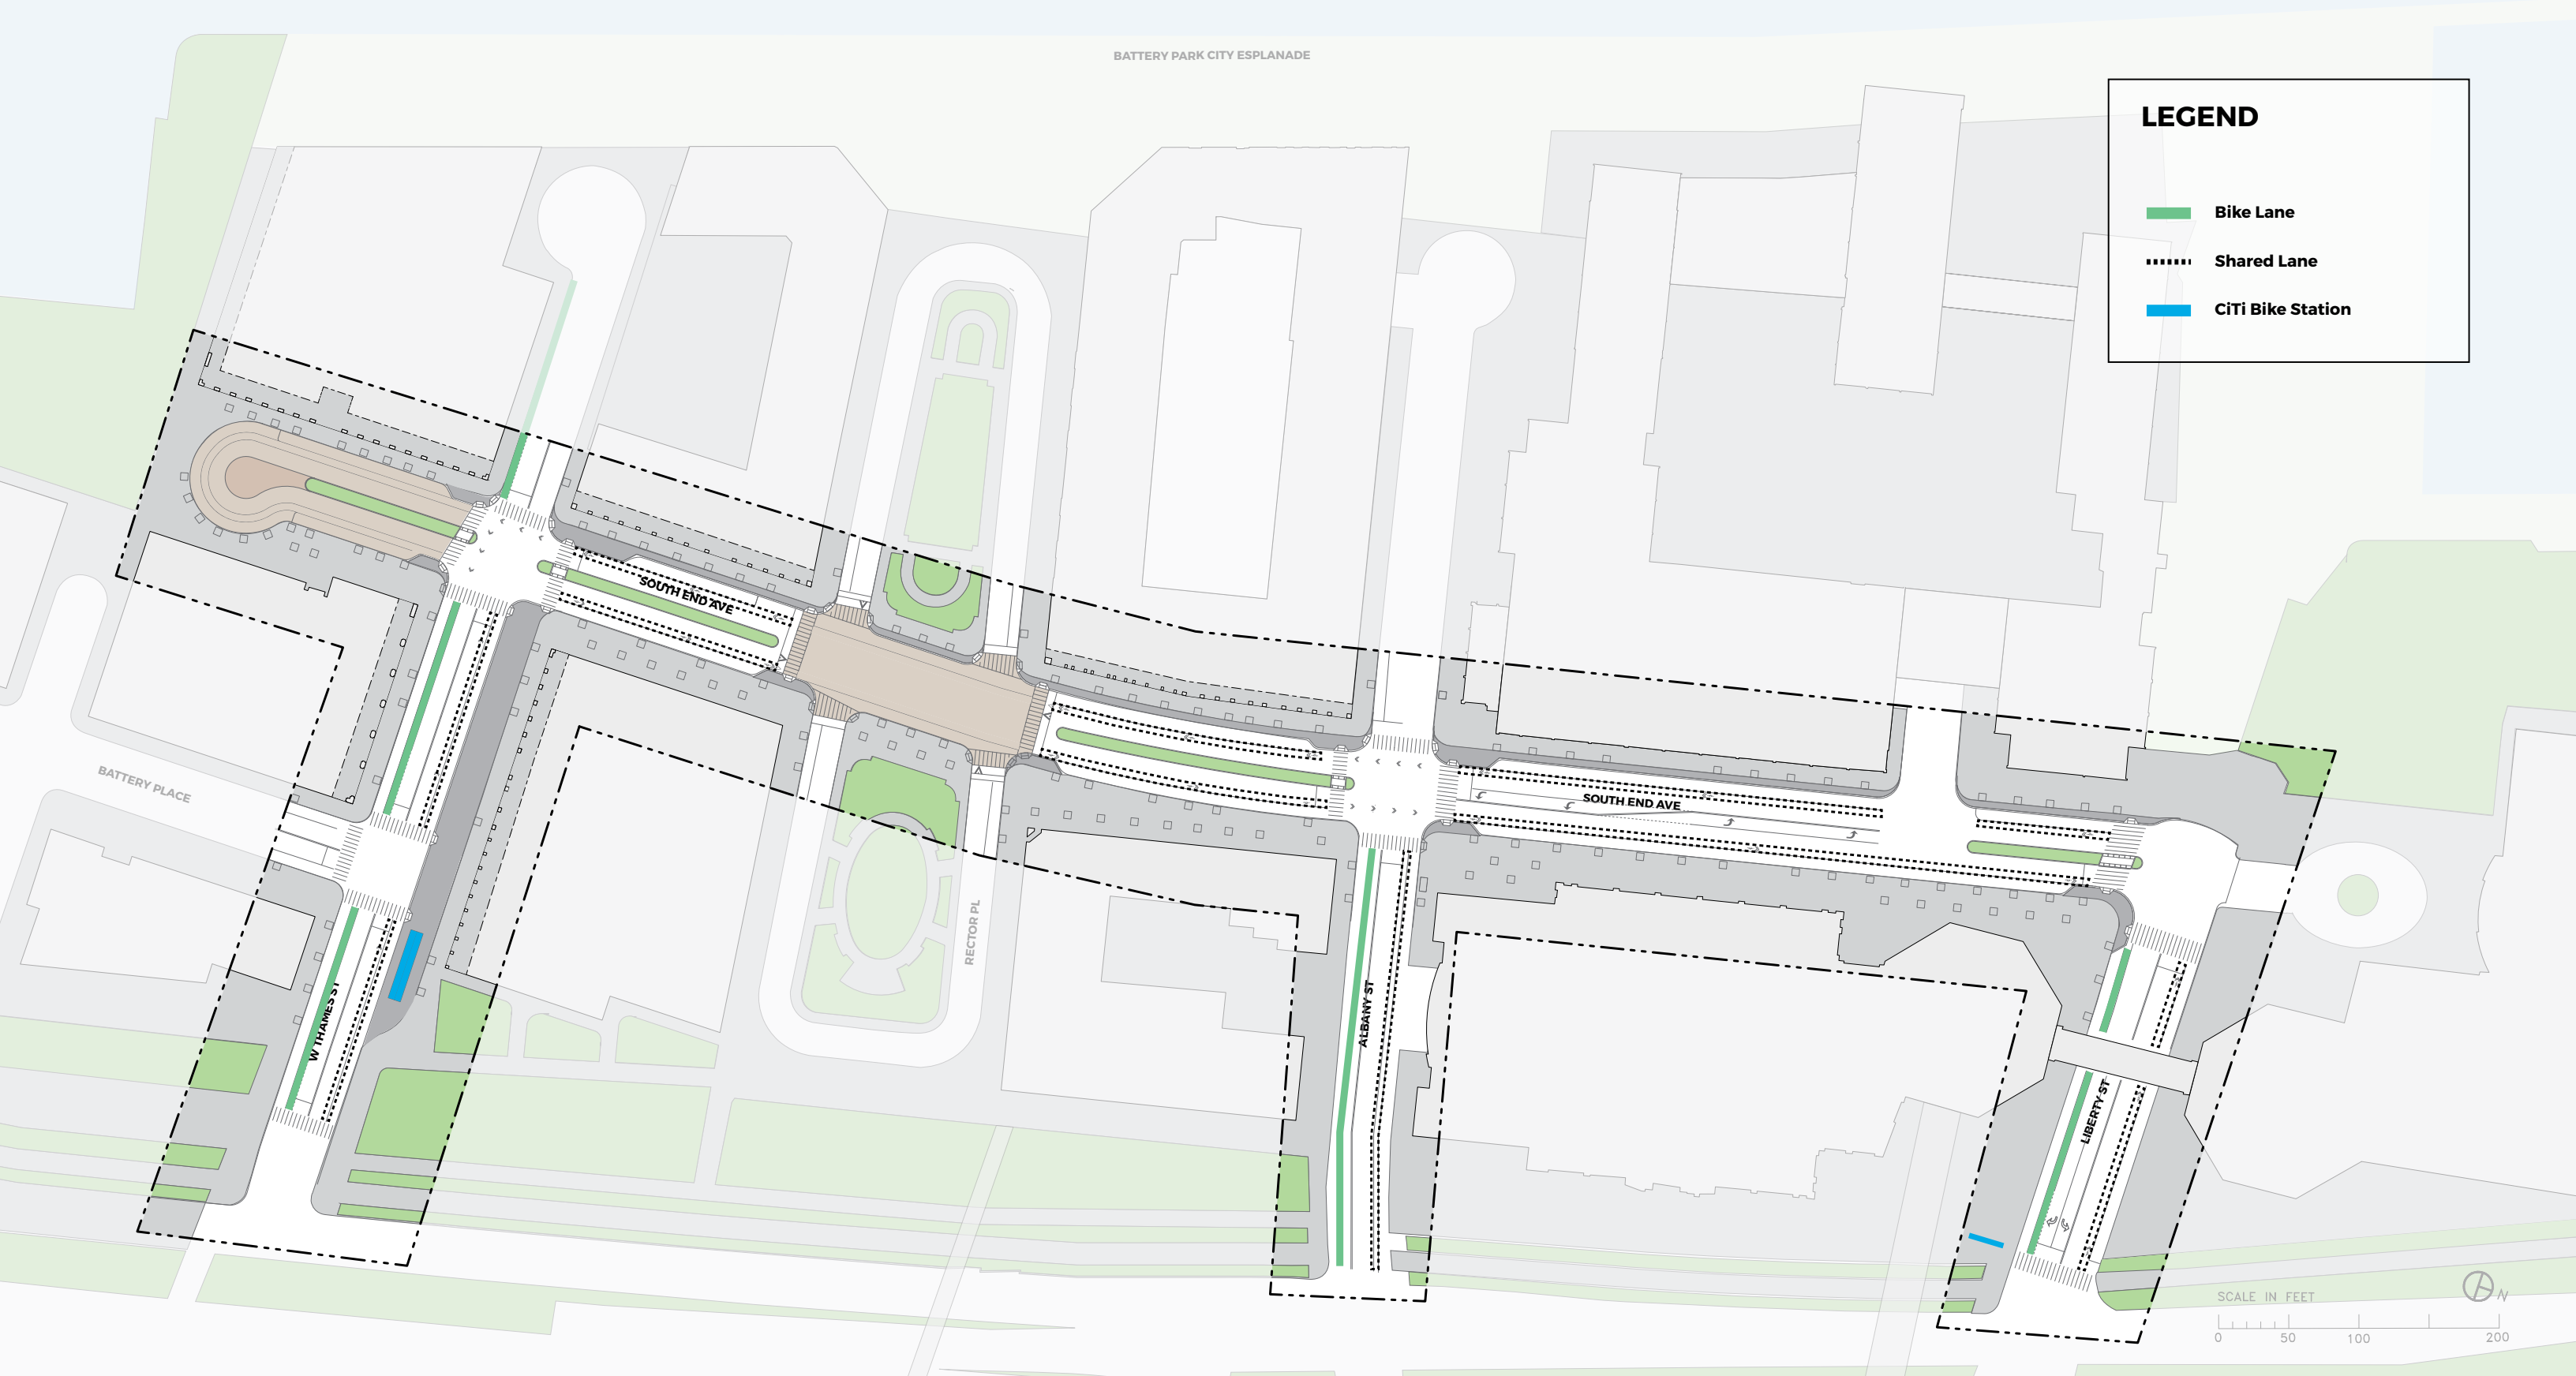 BATTERY PARK CITY ESPLANADE
LEGEND
Bike Lane
Shared Lane
CiTi Bike Station
SOUTH END AVE
SOUTH END AVE
BATTERY PLACE
RECTOR PL
W THAMES ST
ALBANY ST
LIBERTY ST
SCALE IN FEET
N
0 50 100 200